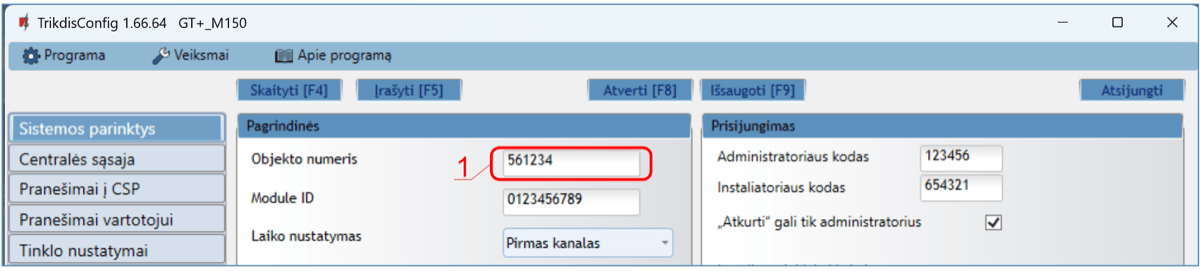 TrikdisConfig 1.66.64 GT+_M150
Programa Veiksmai Apie programą
Skaityti [F4] Įrašyti [F5] Atverti [F8] Išsaugoti [F9] Atsijungti
Sistemos parinktys
Centralės sąsaja
Pranešimai į CSP
Pranešimai vartotojui
Tinklo nustatymai
Pagrindinės
Objekto numeris 1 561234
Module ID 0123456789
Laiko nustatymas Pirmas kanalas
Prisijungimas
Administratoriaus kodas 123456
Instaliatoriaus kodas 654321
„Atkurti“ gali tik administratorius